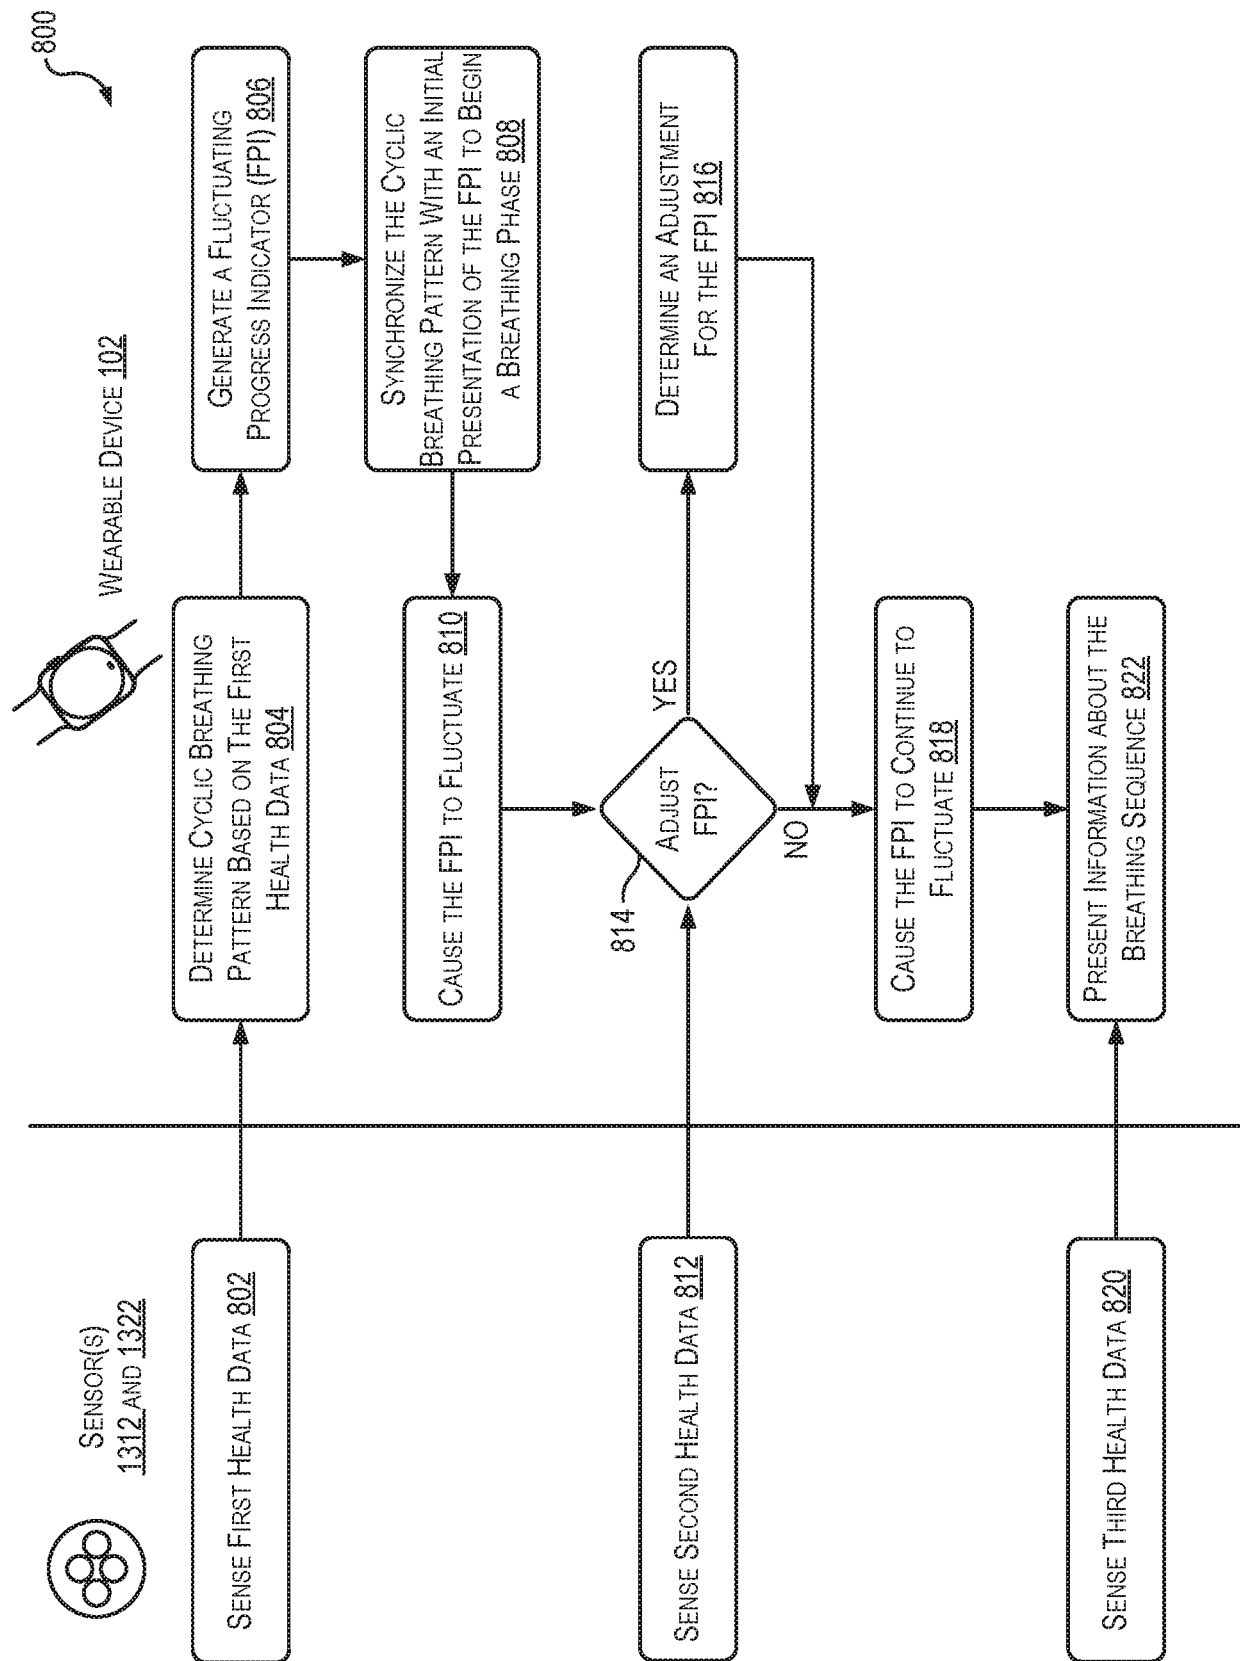 800
SENSOR(S)
1312 AND 1322
WEARABLE DEVICE 102
SENSE FIRST HEALTH DATA 802
DETERMINE CYCLIC BREATHING
PATTERN BASED ON THE FIRST
HEALTH DATA 804
GENERATE A FLUCTUATING
PROGRESS INDICATOR (FPI) 806
SYNCHRONIZE THE CYCLIC
BREATHING PATTERN WITH AN INITIAL
PRESENTATION OF THE FPI TO BEGIN
A BREATHING PHASE 808
CAUSE THE FPI TO FLUCTUATE 810
SENSE SECOND HEALTH DATA 812
814
ADJUST
FPI?
YES
NO
DETERMINE AN ADJUSTMENT
FOR THE FPI 816
CAUSE THE FPI TO CONTINUE TO
FLUCTUATE 818
SENSE THIRD HEALTH DATA 820
PRESENT INFORMATION ABOUT THE
BREATHING SEQUENCE 822